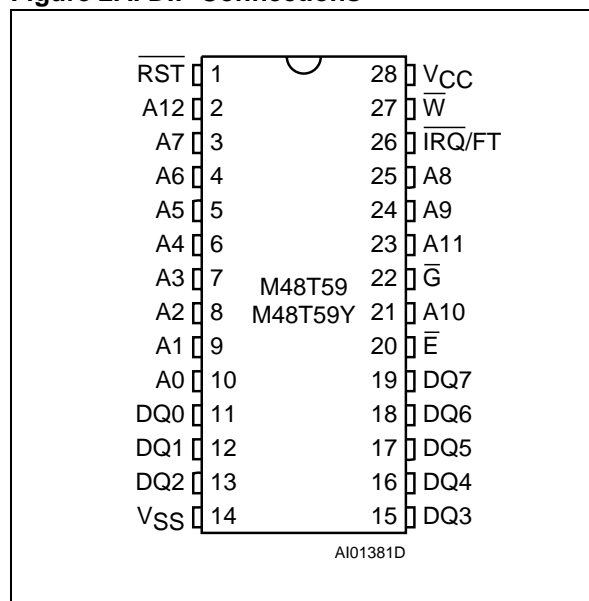 Figure 2A. DIP Connections
R̅S̅T̅ 1 28 VCC
A12 2 27 W̅
A7 3 26 I̅R̅Q̅/FT
A6 4 25 A8
A5 5 24 A9
A4 6 23 A11
A3 7 M48T59 22 G̅
A2 8 M48T59Y 21 A10
A1 9 20 E̅
A0 10 19 DQ7
DQ0 11 18 DQ6
DQ1 12 17 DQ5
DQ2 13 16 DQ4
VSS 14 15 DQ3
AI01381D